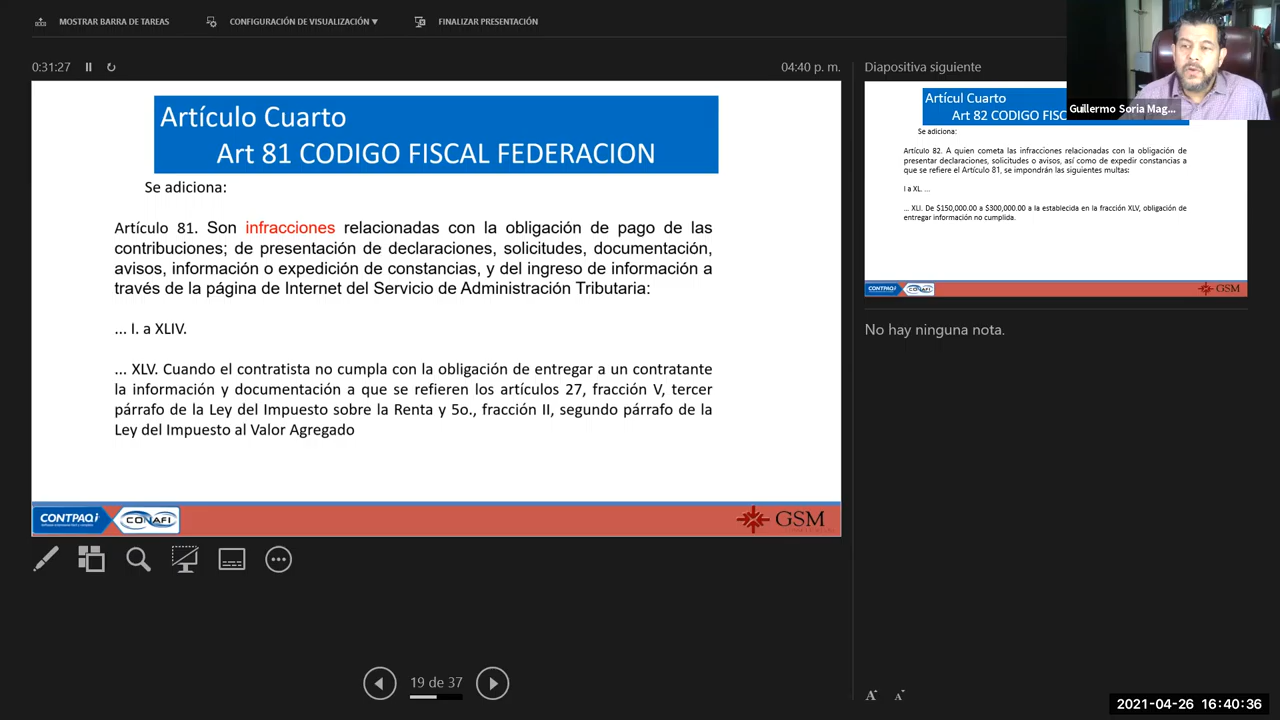 MOSTRAR BARRA DE TAREAS
CONFIGURACIÓN DE VISUALIZACIÓN ▼
FINALIZAR PRESENTACIÓN
0:31:27
04:40 p. m.
Artículo Cuarto
Art 81 CODIGO FISCAL FEDERACION
Se adiciona:
Artículo 81. Son infracciones relacionadas con la obligación de pago de las
contribuciones; de presentación de declaraciones, solicitudes, documentación,
avisos, información o expedición de constancias, y del ingreso de información a
través de la página de Internet del Servicio de Administración Tributaria:
... I. a XLIV.
... XLV. Cuando el contratista no cumpla con la obligación de entregar a un contratante
la información y documentación a que se refieren los artículos 27, fracción V, tercer
párrafo de la Ley del Impuesto sobre la Renta y 5o., fracción II, segundo párrafo de la
Ley del Impuesto al Valor Agregado
CONTPAQi
CONAFI
GSM
19 de 37
Diapositiva siguiente
Guillermo Soria Mag...
Artícul Cuarto
Art 82 CODIGO FISC
Se adiciona:
Artículo 82. A quien cometa las infracciones relacionadas con la obligación de
presentar declaraciones, solicitudes o avisos, así como de expedir constancias a
que se refiere el Artículo 81, se impondrán las siguientes multas:
I a XL. ...
... XLI. De $150,000.00 a $300,000.00 a la establecida en la fracción XLV, obligación de
entregar información no cumplida.
CONTPAQi
CONAFI
GSM
No hay ninguna nota.
A A
2021-04-26 16:40:36